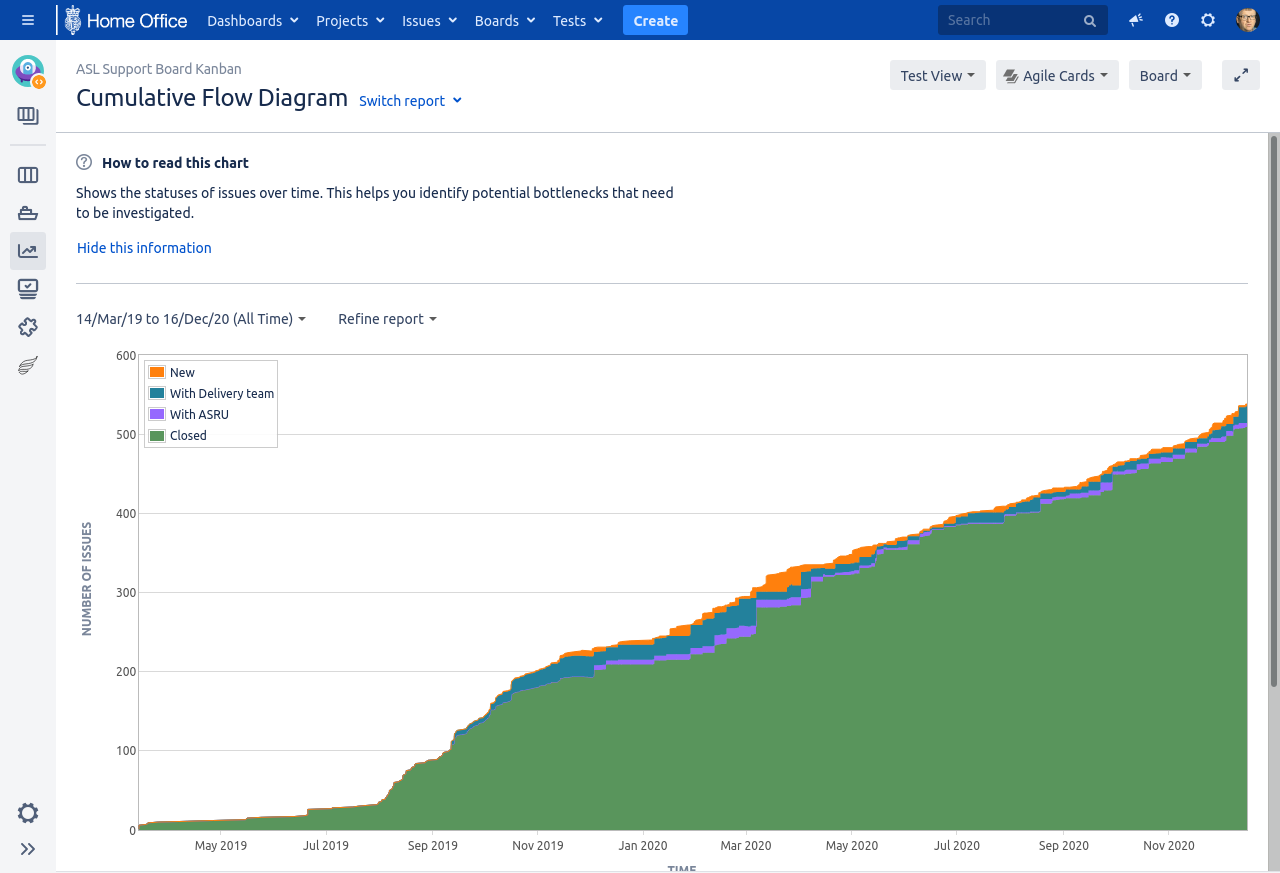 Home Office Dashboards Projects Issues Boards Tests Create Search
ASL Support Board Kanban
Cumulative Flow Diagram Switch report
Test View Agile Cards Board
How to read this chart
Shows the statuses of issues over time. This helps you identify potential bottlenecks that need
to be investigated.
Hide this information
14/Mar/19 to 16/Dec/20 (All Time) Refine report
600
New
With Delivery team
With ASRU
Closed
500
400
300
200
100
0
NUMBER OF ISSUES
May 2019 Jul 2019 Sep 2019 Nov 2019 Jan 2020 Mar 2020 May 2020 Jul 2020 Sep 2020 Nov 2020
TIME